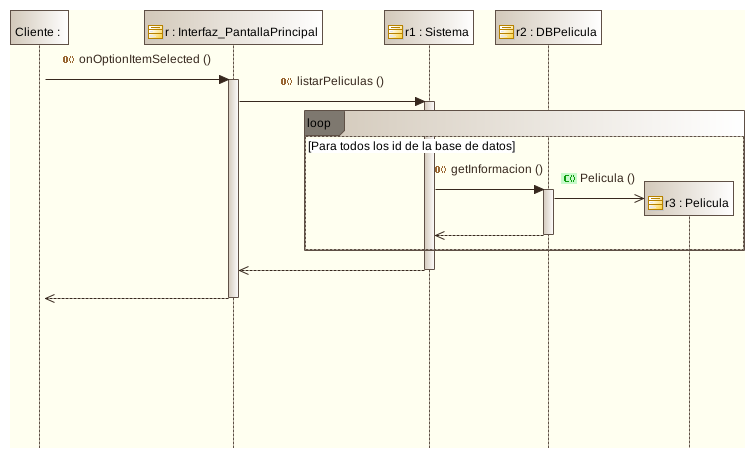 Cliente :
r : Interfaz_PantallaPrincipal
r1 : Sistema
r2 : DBPelicula
onOptionItemSelected ()
listarPeliculas ()
loop
[Para todos los id de la base de datos]
getInformacion ()
Pelicula ()
r3 : Pelicula